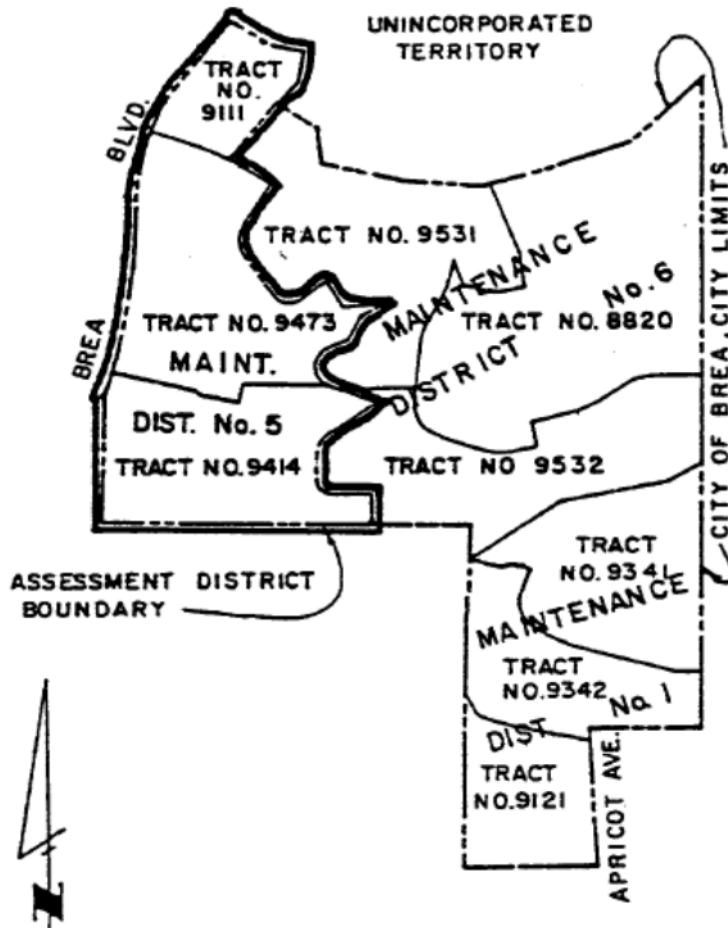 UNINCORPORATED
TERRITORY
TRACT
NO.
9111
BLVD.
BREA
TRACT NO. 9531
MAINTENANCE
DISTRICT
No. 6
TRACT NO. 8820
TRACT NO. 9473
MAINT.
DIST. No. 5
TRACT NO. 9414
TRACT NO 9532
CITY OF BREA, CITY LIMITS
ASSESSMENT DISTRICT
BOUNDARY
TRACT
NO. 9341
MAINTENANCE
DIST
No. 1
TRACT
NO. 9342
TRACT
NO. 9121
APRICOT AVE.
N